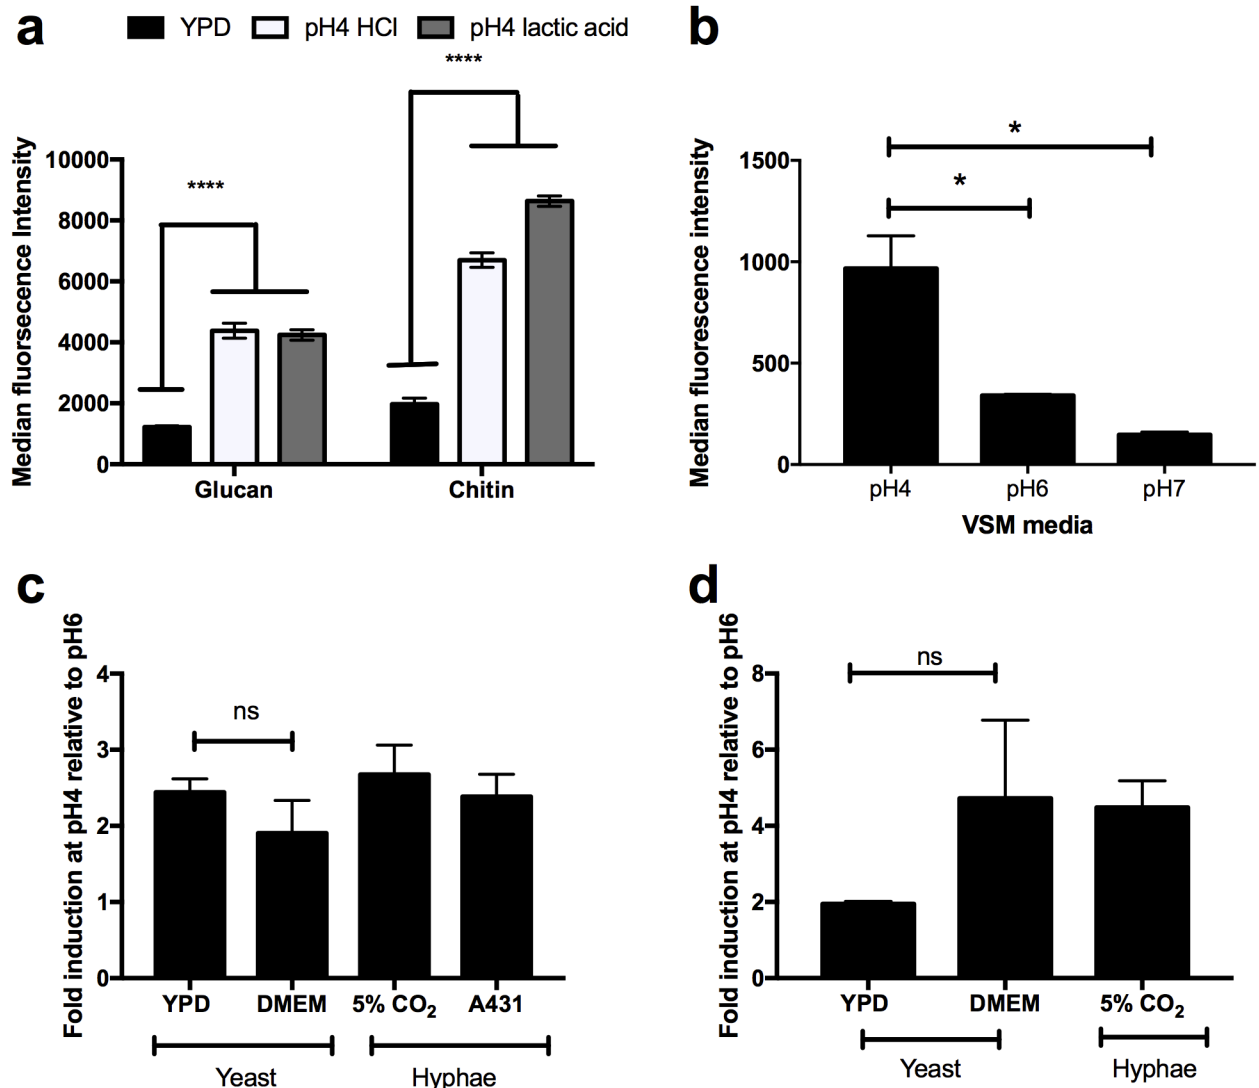 a
YPD pH4 HCl pH4 lactic acid
****
****
Median fluorsecence Intensity
10000
8000
6000
4000
2000
0
Glucan Chitin
b
*
*
Median fluorescence intensity
1500
1000
500
0
pH4 pH6 pH7
VSM media
c
Fold induction at pH4 relative to pH6
4
3
2
1
0
ns
YPD DMEM 5% CO₂ A431
Yeast Hyphae
d
Fold induction at pH4 relative to pH6
8
6
4
2
0
ns
YPD DMEM 5% CO₂
Yeast Hyphae